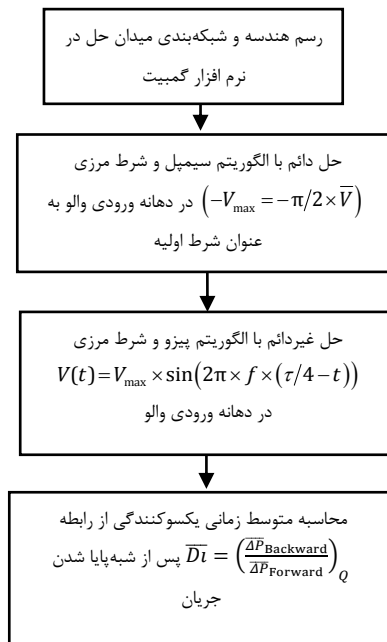 رسم هندسه و شبکه‌بندی میدان حل در
نرم افزار گمبیت
حل دائم با الگوریتم سیمپل و شرط مرزی
(−V_max = −π/2 × V̅) در دهانه ورودی والو به
عنوان شرط اولیه
حل غیردائم با الگوریتم پیزو و شرط مرزی
V(t) = V_max × sin(2π × f × (τ/4 − t))
در دهانه ورودی والو
محاسبه متوسط زمانی یکسوکنندگی از رابطه
D̅i̅ = (Δ̅P̅_Backward / Δ̅P̅_Forward)_Q پس از شبه‌پایا شدن
جریان